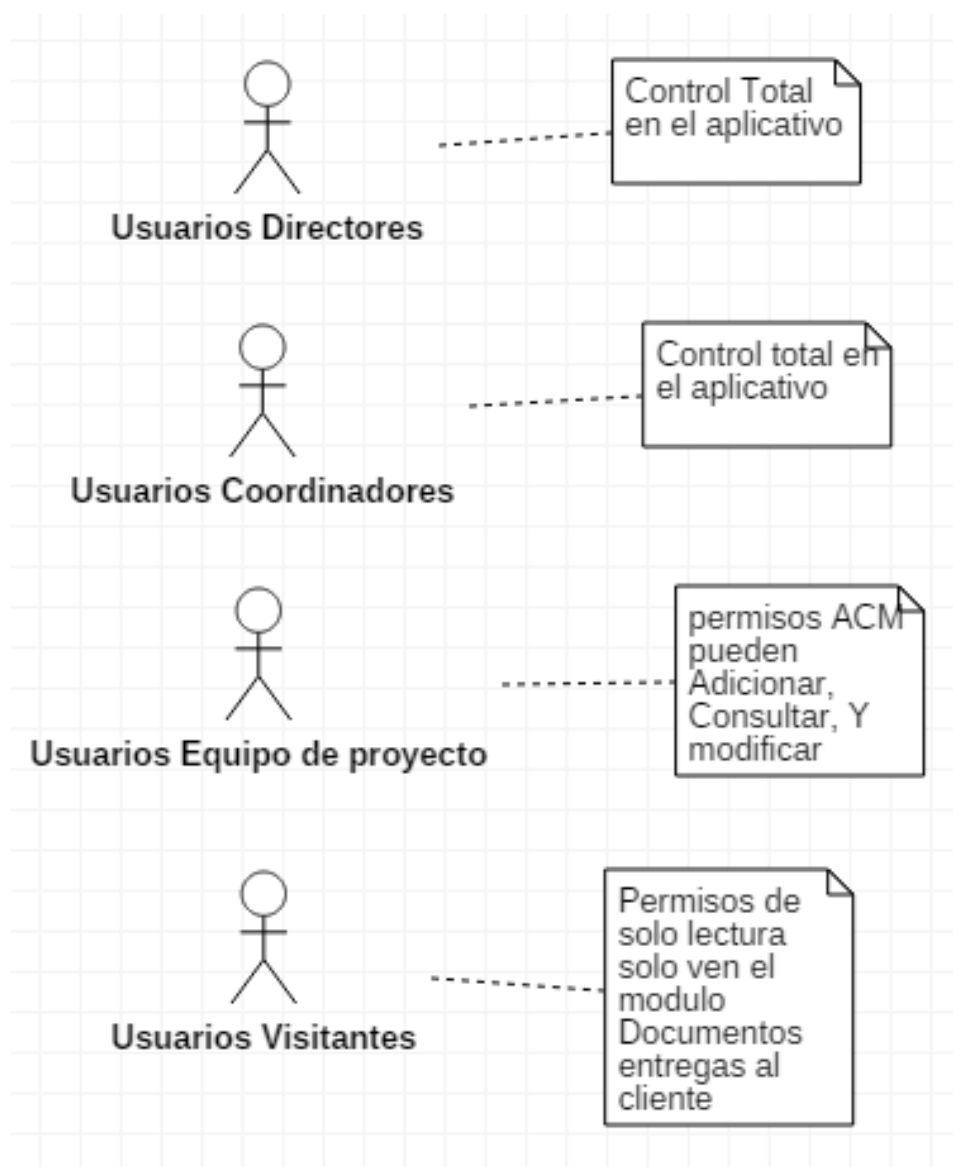 Control Total
en el aplicativo
Usuarios Directores
Control total en
el aplicativo
Usuarios Coordinadores
permisos ACM
pueden
Adicionar,
Consultar, Y
modificar
Usuarios Equipo de proyecto
Permisos de
solo lectura
solo ven el
modulo
Documentos
entregas al
cliente
Usuarios Visitantes